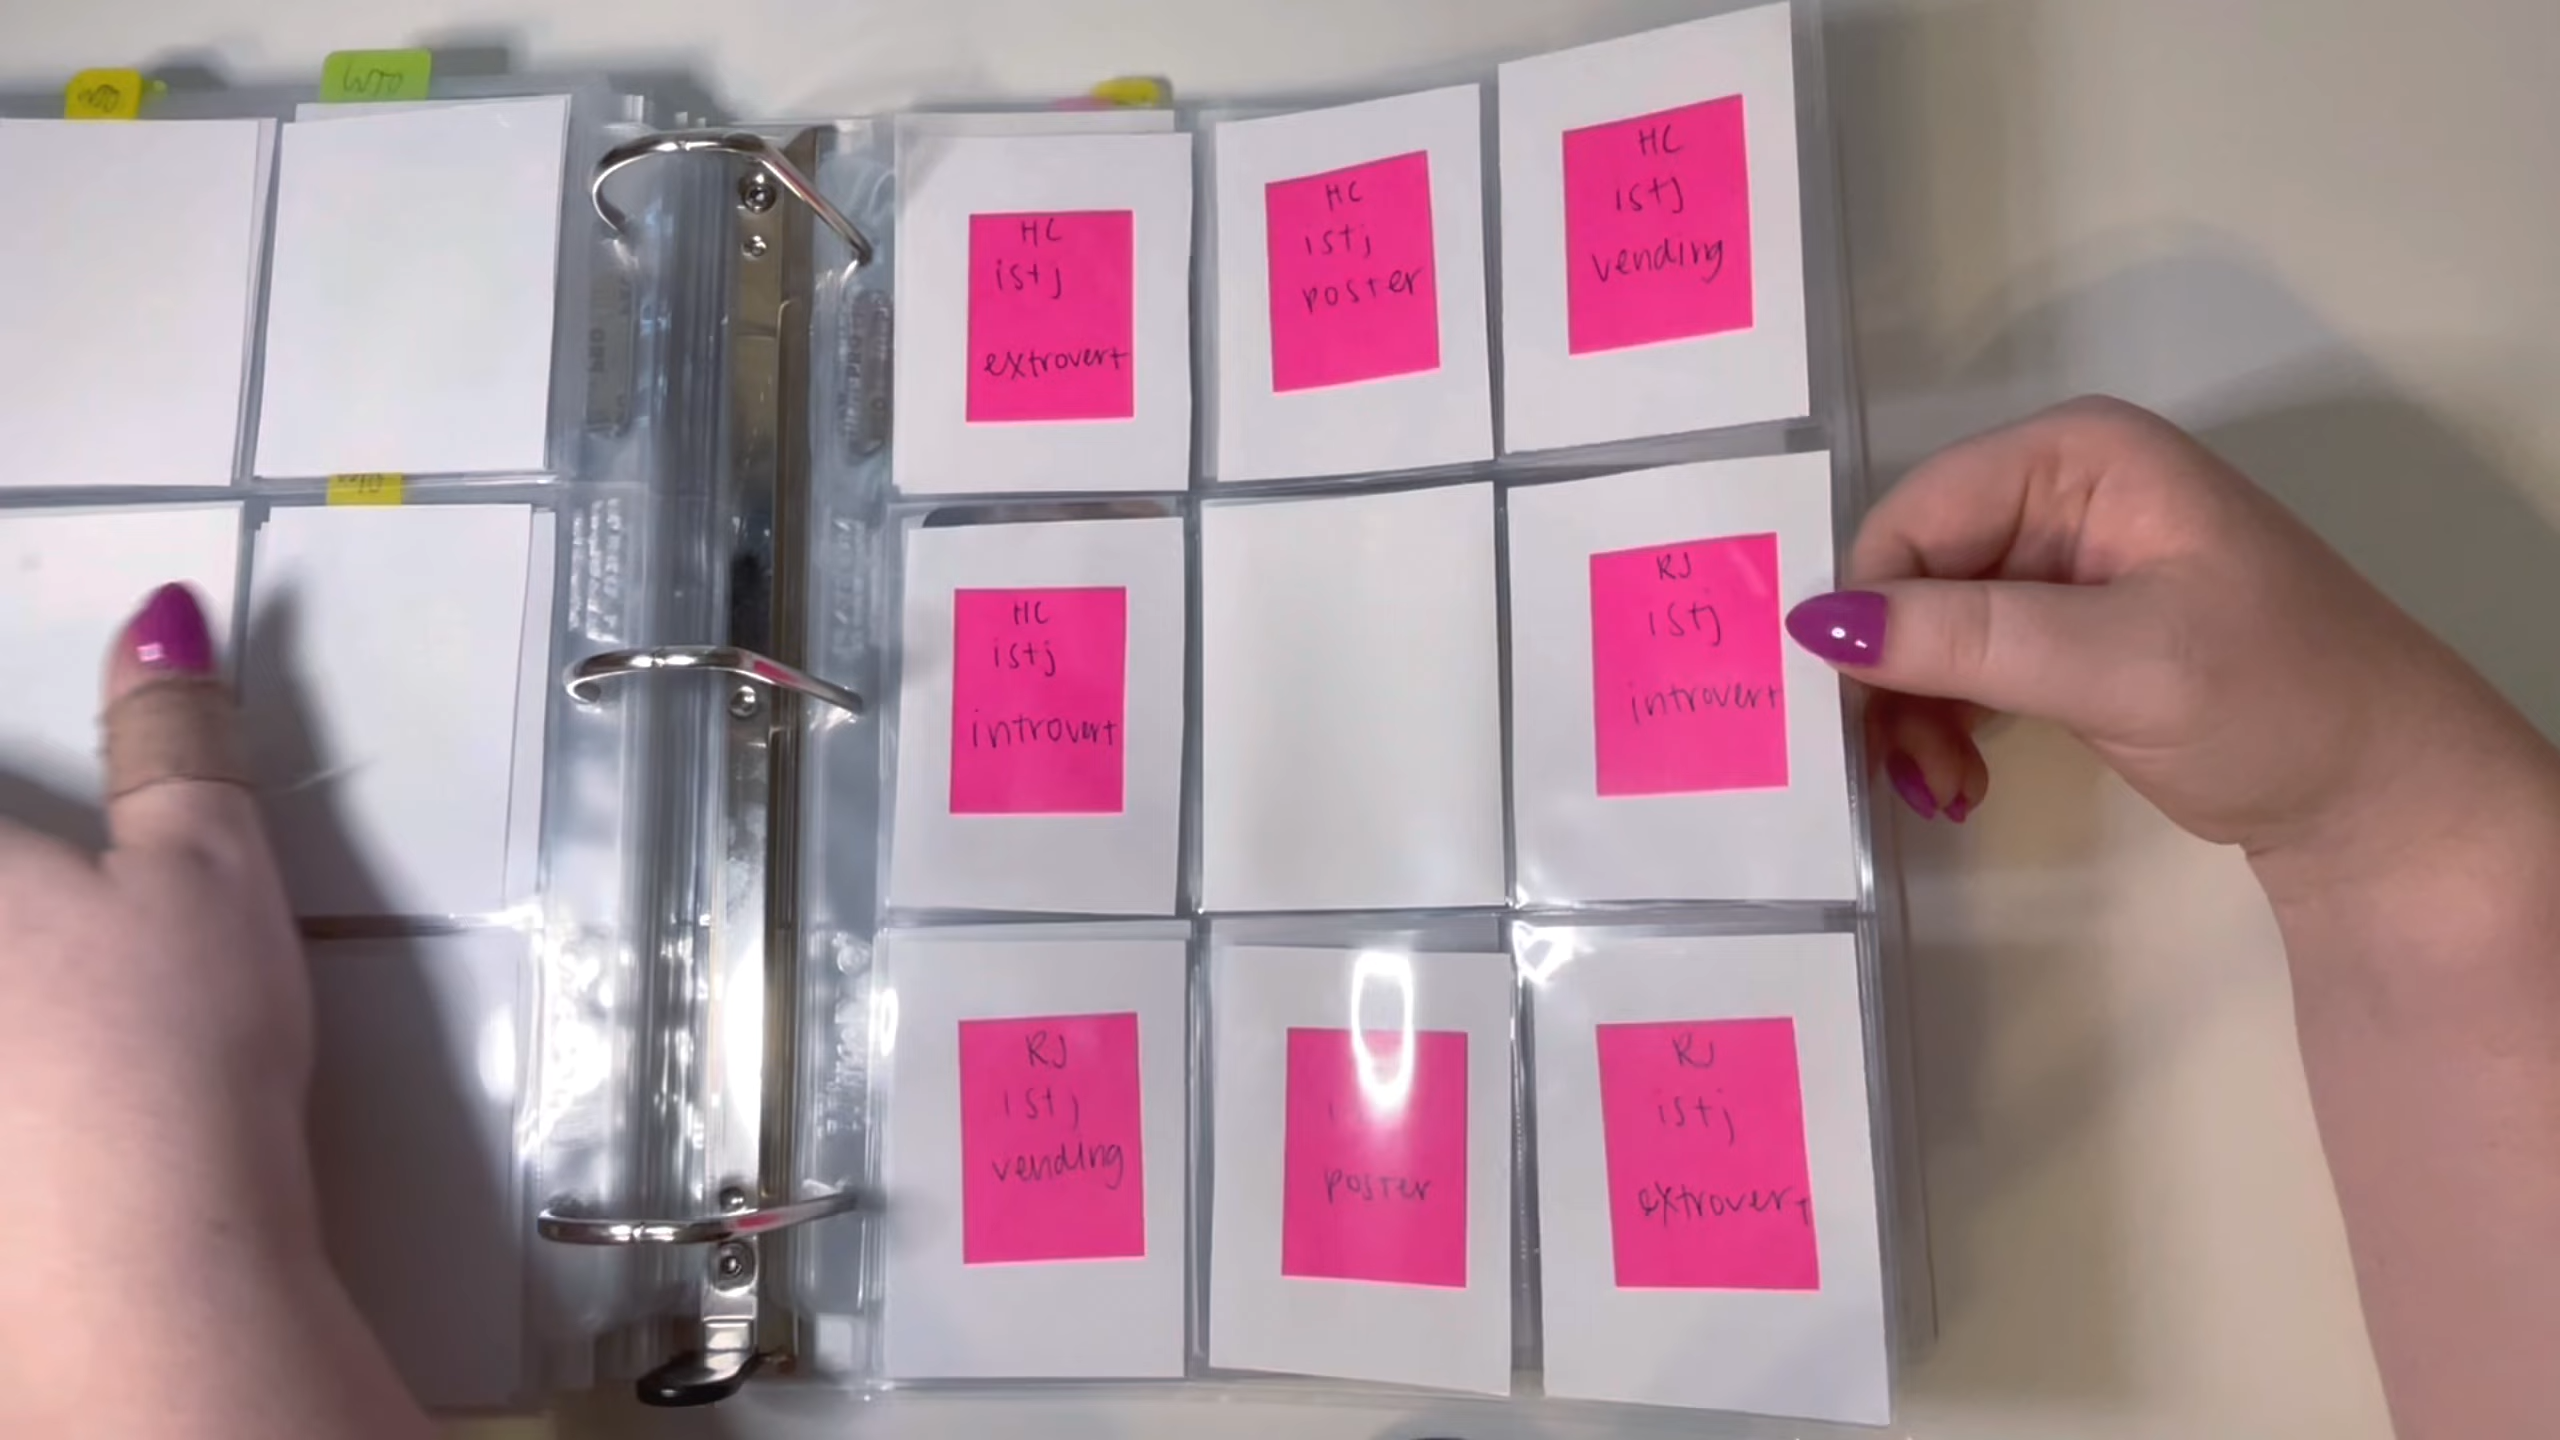 woo
HC
istj
extrovert
HC
istj
poster
HC
istj
vending
HC
istj
introvert
RJ
istj
introvert
RJ
istj
vending
poster
RJ
istj
extrovert